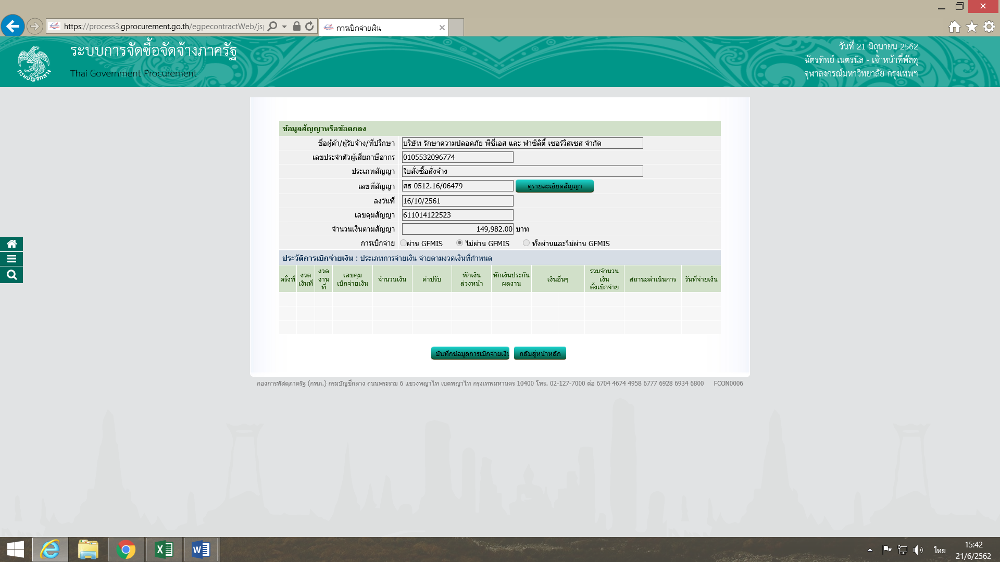 https://process3.gprocurement.go.th/egpecontractWeb/jsp
การเบิกจ่ายเงิน
ระบบการจัดซื้อจัดจ้างภาครัฐ
Thai Government Procurement
กรมบัญชีกลาง
วันที่ 21 มิถุนายน 2562
ฉัตรทิพย์ เนตรนิล - เจ้าหน้าที่พัสดุ
จุฬาลงกรณ์มหาวิทยาลัย กรุงเทพฯ
ข้อมูลสัญญาหรือข้อตกลง
ชื่อผู้ค้า/ผู้รับจ้าง/ที่ปรึกษา บริษัท รักษาความปลอดภัย พีซีเอส และ ฟาซิลิตี้ เซอร์วิสเซส จำกัด
เลขประจำตัวผู้เสียภาษีอากร 0105532096774
ประเภทสัญญา ใบสั่งซื้อสั่งจ้าง
เลขที่สัญญา ศธ 0512.16/06479 ดูรายละเอียดสัญญา
ลงวันที่ 16/10/2561
เลขคุมสัญญา 611014122523
จำนวนเงินตามสัญญา 149,982.00 บาท
การเบิกจ่าย ผ่าน GFMIS ไม่ผ่าน GFMIS ทั้งผ่านและไม่ผ่าน GFMIS
ประวัติการเบิกจ่ายเงิน : ประเภทการจ่ายเงิน จ่ายตามงวดเงินที่กำหนด
ครั้งที่ งวดเงินที่ งวดงานที่ เลขคุมเบิกจ่ายเงิน จำนวนเงิน ค่าปรับ หักเงินล่วงหน้า หักเงินประกันผลงาน เงินอื่นๆ รวมจำนวนเงินตั้งเบิกจ่าย สถานะดำเนินการ วันที่จ่ายเงิน
บันทึกข้อมูลการเบิกจ่ายเงิน กลับสู่หน้าหลัก
กองการพัสดุภาครัฐ (กพภ.) กรมบัญชีกลาง ถนนพระราม 6 แขวงพญาไท เขตพญาไท กรุงเทพมหานคร 10400 โทร. 02-127-7000 ต่อ 6704 4674 4958 6777 6928 6934 6800 FCON0006
ไทย
15:42
21/6/2562